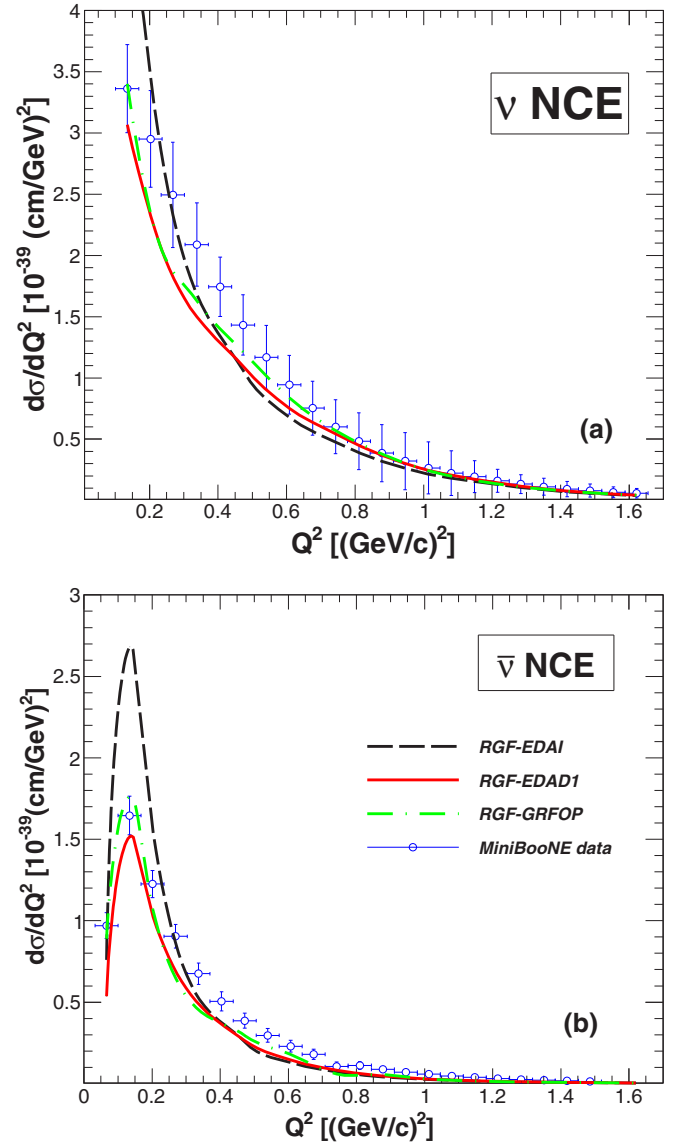 4
3.5
3
2.5
2
1.5
1
0.5
dσ/dQ² [10⁻³⁹ (cm/GeV)²]
ν NCE
(a)
0.2 0.4 0.6 0.8 1 1.2 1.4 1.6
Q² [(GeV/c)²]
3
2.5
2
1.5
1
0.5
dσ/dQ² [10⁻³⁹(cm/GeV)²]
ν̄ NCE
RGF-EDAI
RGF-EDAD1
RGF-GRFOP
MiniBooNE data
(b)
0 0.2 0.4 0.6 0.8 1 1.2 1.4 1.6
Q² [(GeV/c)²]